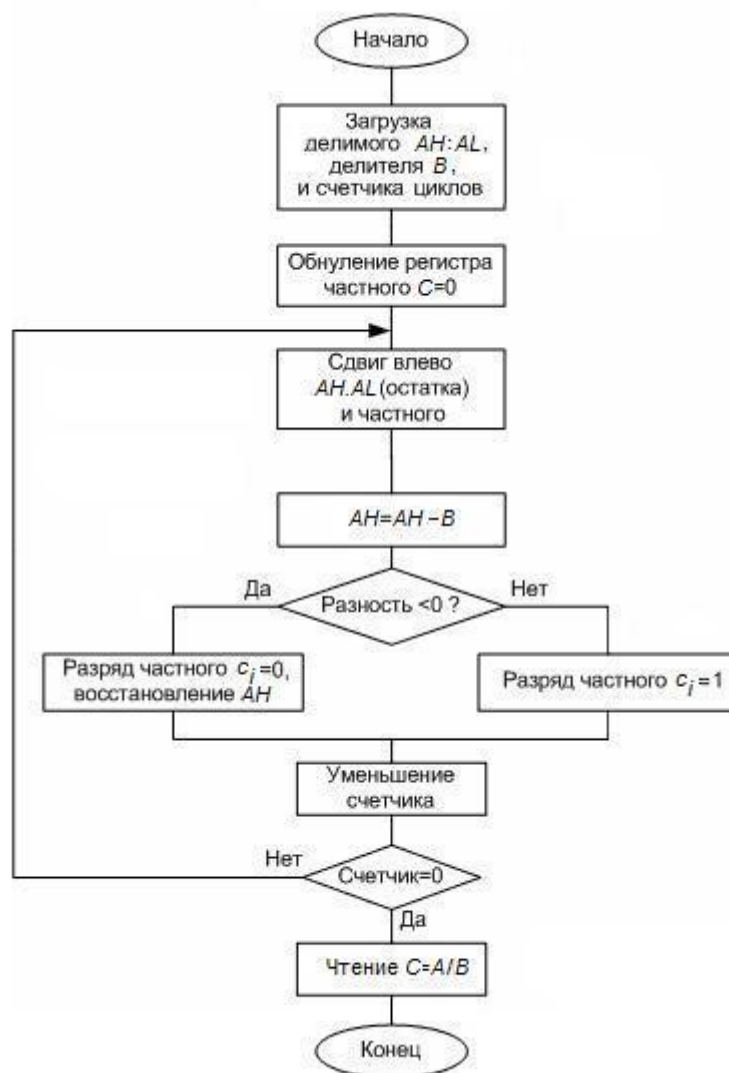 Начало
Загрузка
делимого AH:AL,
делителя B,
и счетчика циклов
Обнуление регистра
частного C=0
Сдвиг влево
AH.AL(остатка)
и частного
AH=AH–B
Да
Разность <0 ?
Нет
Разряд частного ci=0,
восстановление AH
Разряд частного ci=1
Уменьшение
счетчика
Нет
Счетчик=0
Да
Чтение C=A/B
Конец